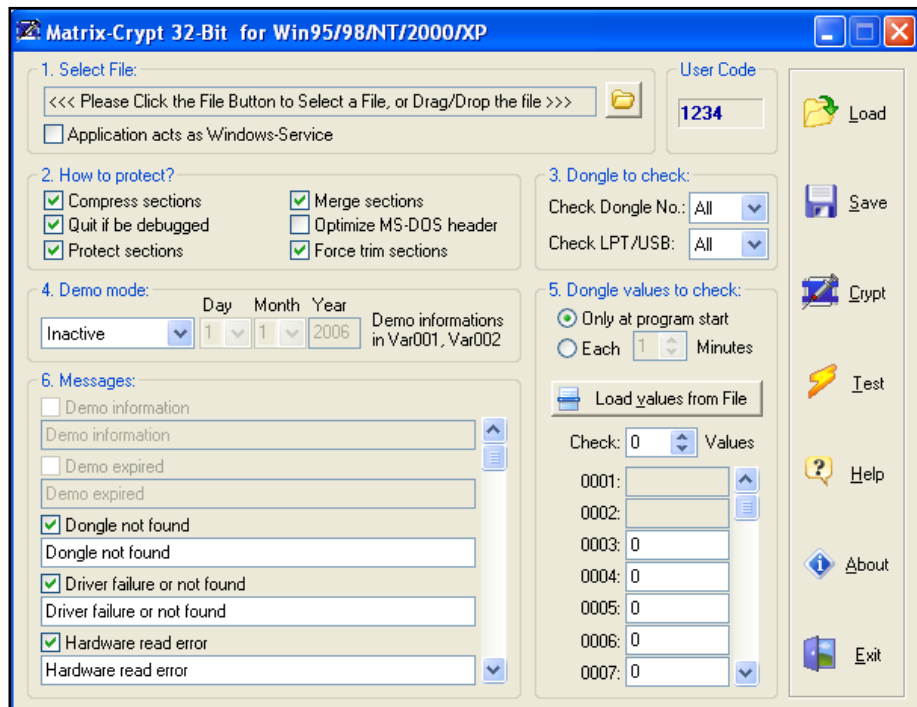 Matrix-Crypt 32-Bit for Win95/98/NT/2000/XP
1. Select File:
<<< Please Click the File Button to Select a File, or Drag/Drop the file >>>
Application acts as Windows-Service
User Code
1234
2. How to protect?
Compress sections
Merge sections
Quit if be debugged
Optimize MS-DOS header
Protect sections
Force trim sections
3. Dongle to check:
Check Dongle No.: All
Check LPT/USB: All
4. Demo mode:
Day Month Year
Inactive 1 1 2006
Demo informations
in Var001, Var002
5. Dongle values to check:
Only at program start
Each 1 Minutes
Load values from File
Check: 0 Values
0001:
0002:
0003: 0
0004: 0
0005: 0
0006: 0
0007: 0
6. Messages:
Demo information
Demo information
Demo expired
Demo expired
Dongle not found
Dongle not found
Driver failure or not found
Driver failure or not found
Hardware read error
Hardware read error
Load
Save
Crypt
Test
Help
About
Exit